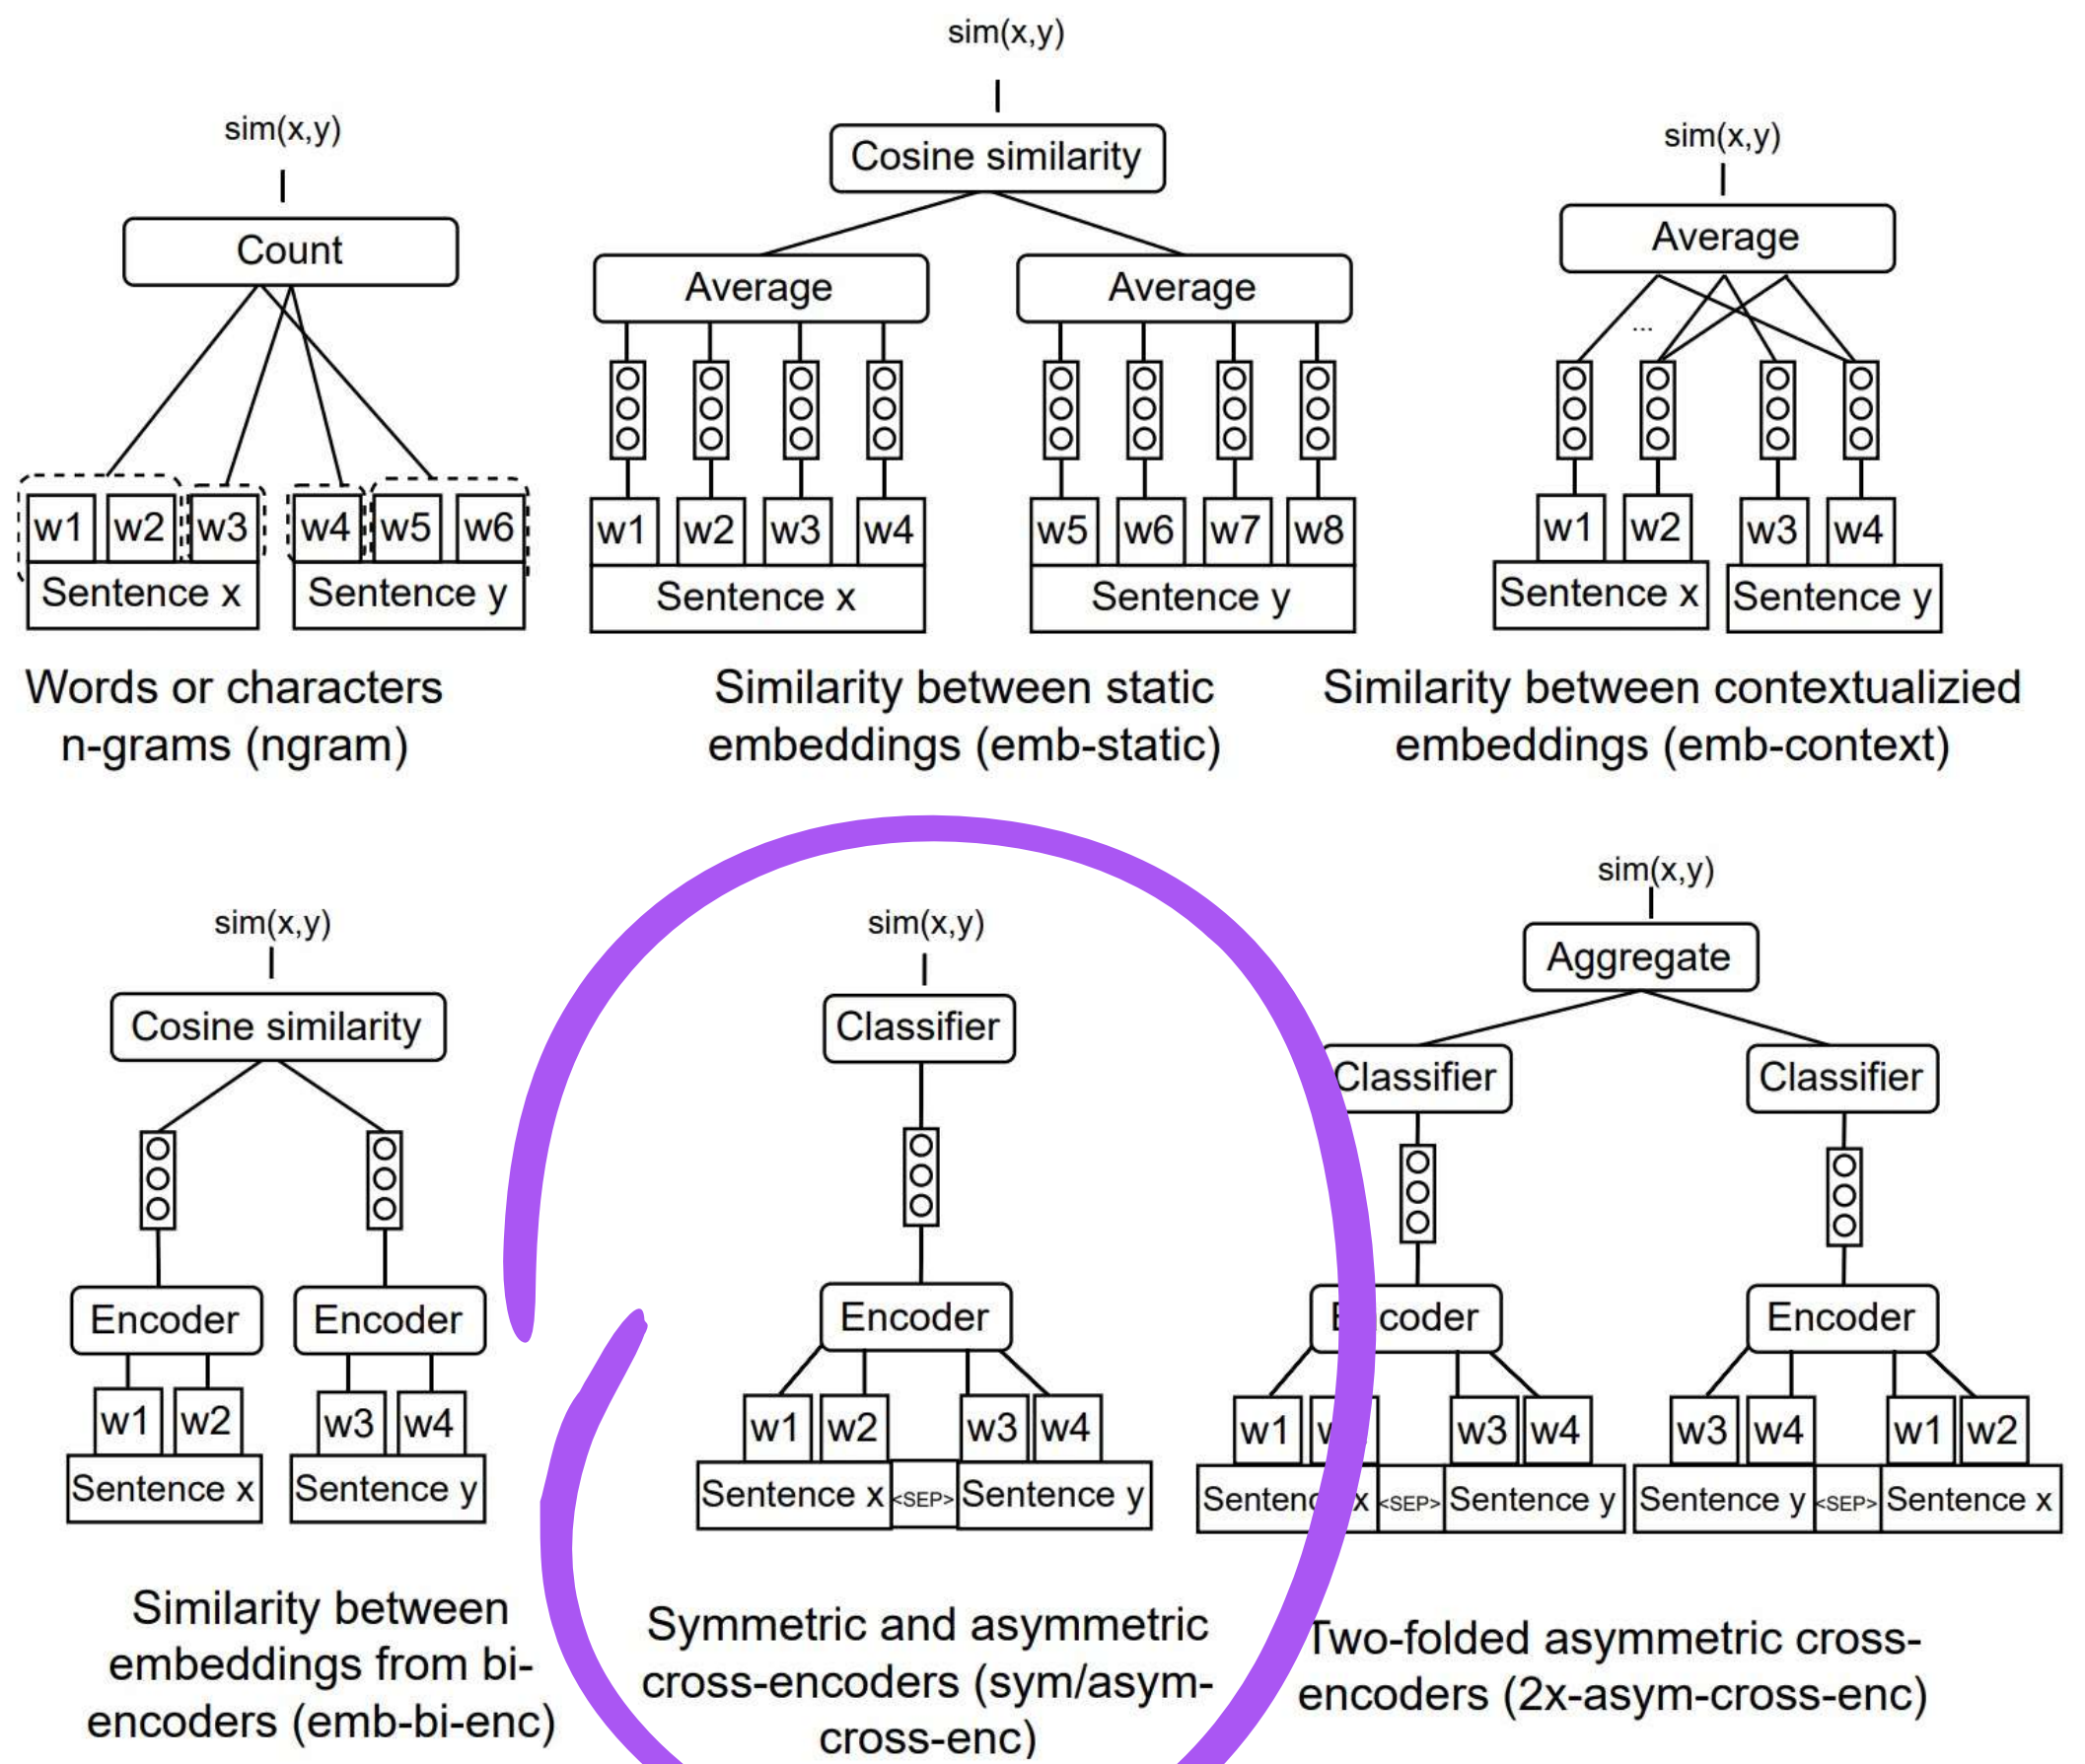 sim(x,y)
Count
w1 w2 w3 w4 w5 w6
Sentence x Sentence y
Words or characters
n-grams (ngram)
sim(x,y)
Cosine similarity
Average Average
w1 w2 w3 w4 w5 w6 w7 w8
Sentence x Sentence y
Similarity between static
embeddings (emb-static)
sim(x,y)
Average
...
w1 w2 w3 w4
Sentence x Sentence y
Similarity between contextualizied
embeddings (emb-context)
sim(x,y)
Cosine similarity
Encoder Encoder
w1 w2 w3 w4
Sentence x Sentence y
Similarity between
embeddings from bi-
encoders (emb-bi-enc)
sim(x,y)
Classifier
Encoder
w1 w2 w3 w4
Sentence x <SEP> Sentence y
Symmetric and asymmetric
cross-encoders (sym/asym-
cross-enc)
sim(x,y)
Aggregate
Classifier Classifier
Encoder Encoder
w1 w3 w4 w3 w4 w1 w2
Sentence x <SEP> Sentence y Sentence y <SEP> Sentence x
Two-folded asymmetric cross-
encoders (2x-asym-cross-enc)